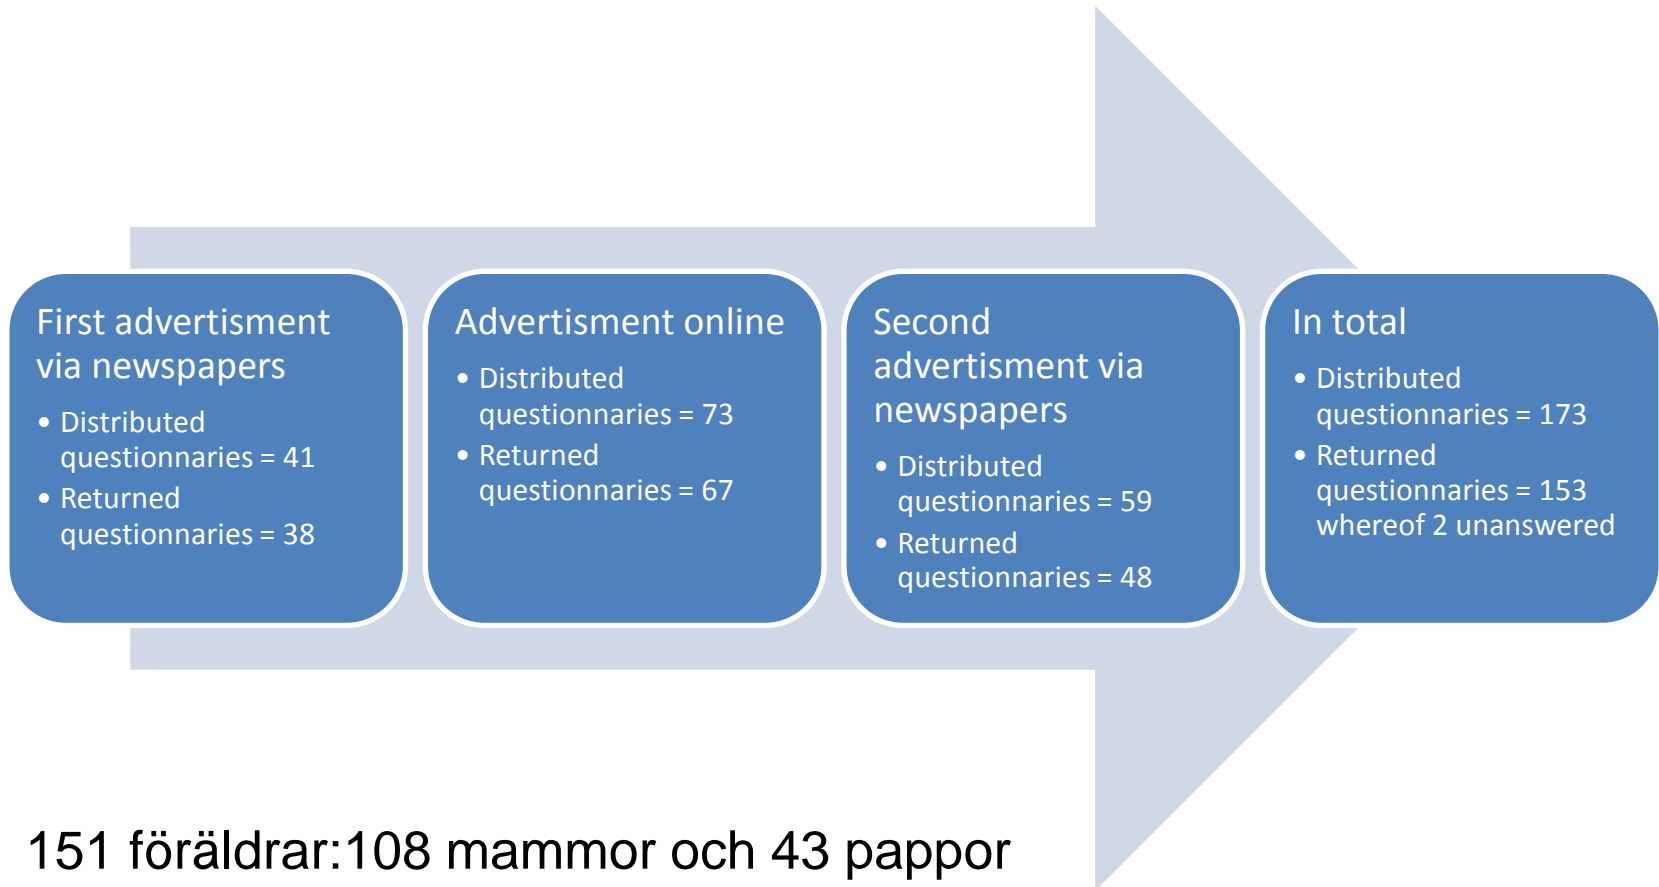 First advertisment
via newspapers
• Distributed
questionnaries = 41
• Returned
questionnaries = 38
Advertisment online
• Distributed
questionnaries = 73
• Returned
questionnaries = 67
Second
advertisment via
newspapers
• Distributed
questionnaries = 59
• Returned
questionnaries = 48
In total
• Distributed
questionnaries = 173
• Returned
questionnaries = 153
whereof 2 unanswered
151 föräldrar:108 mammor och 43 pappor